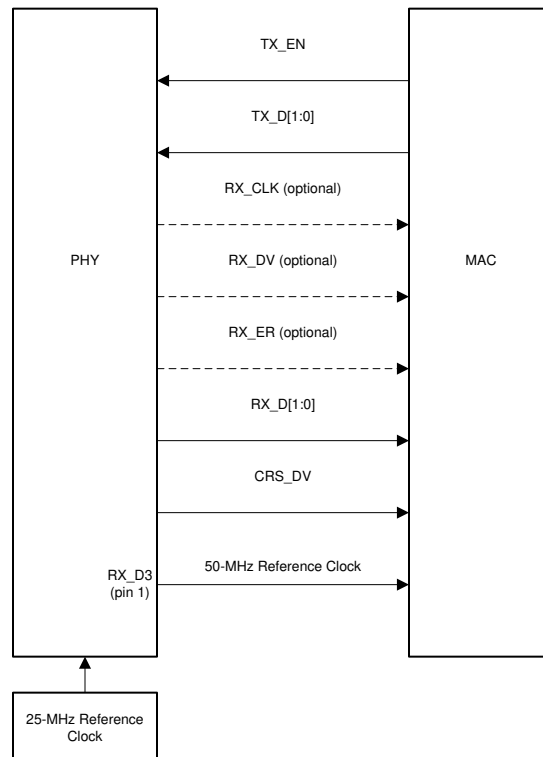 TX_EN
TX_D[1:0]
RX_CLK (optional)
PHY
RX_DV (optional)
MAC
RX_ER (optional)
RX_D[1:0]
CRS_DV
RX_D3
(pin 1)
50-MHz Reference Clock
25-MHz Reference
Clock